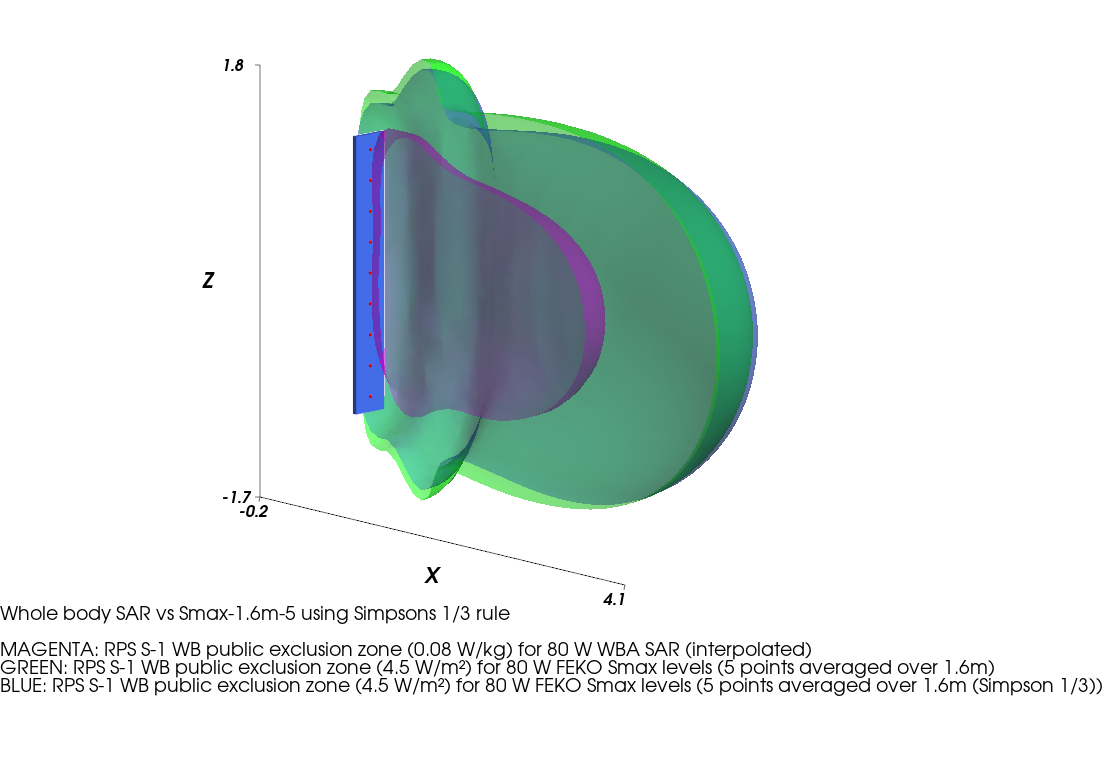 1.8
Z
-1.7
-0.2
X
4.1
Whole body SAR vs Smax-1.6m-5 using Simpsons 1/3 rule
MAGENTA: RPS S-1 WB public exclusion zone (0.08 W/kg) for 80 W WBA SAR (interpolated)
GREEN: RPS S-1 WB public exclusion zone (4.5 W/m²) for 80 W FEKO Smax levels (5 points averaged over 1.6m)
BLUE: RPS S-1 WB public exclusion zone (4.5 W/m²) for 80 W FEKO Smax levels (5 points averaged over 1.6m (Simpson 1/3))